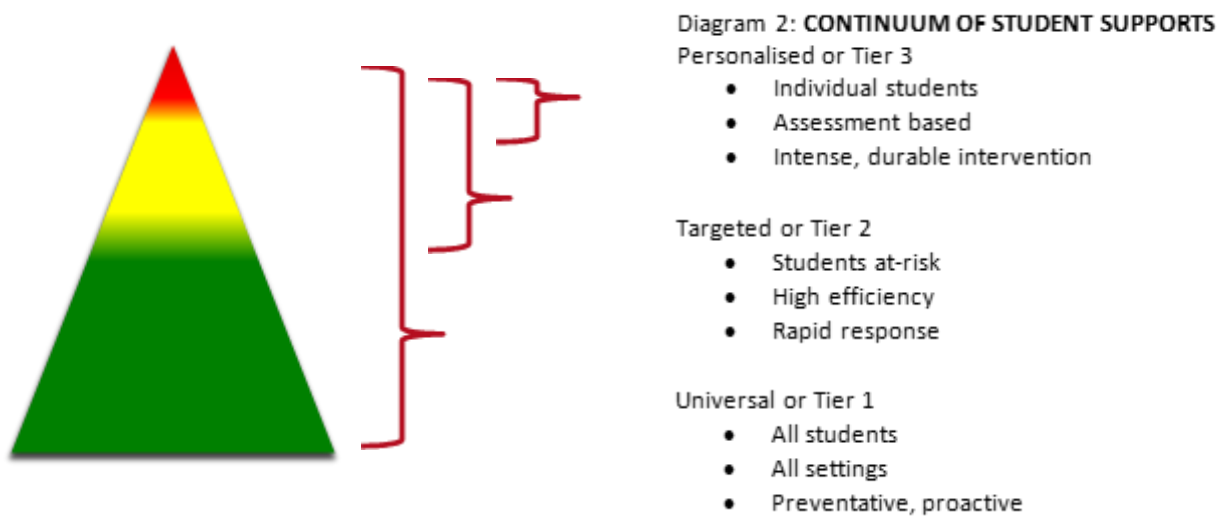 Diagram 2: CONTINUUM OF STUDENT SUPPORTS
Personalised or Tier 3
• Individual students
• Assessment based
• Intense, durable intervention
Targeted or Tier 2
• Students at-risk
• High efficiency
• Rapid response
Universal or Tier 1
• All students
• All settings
• Preventative, proactive